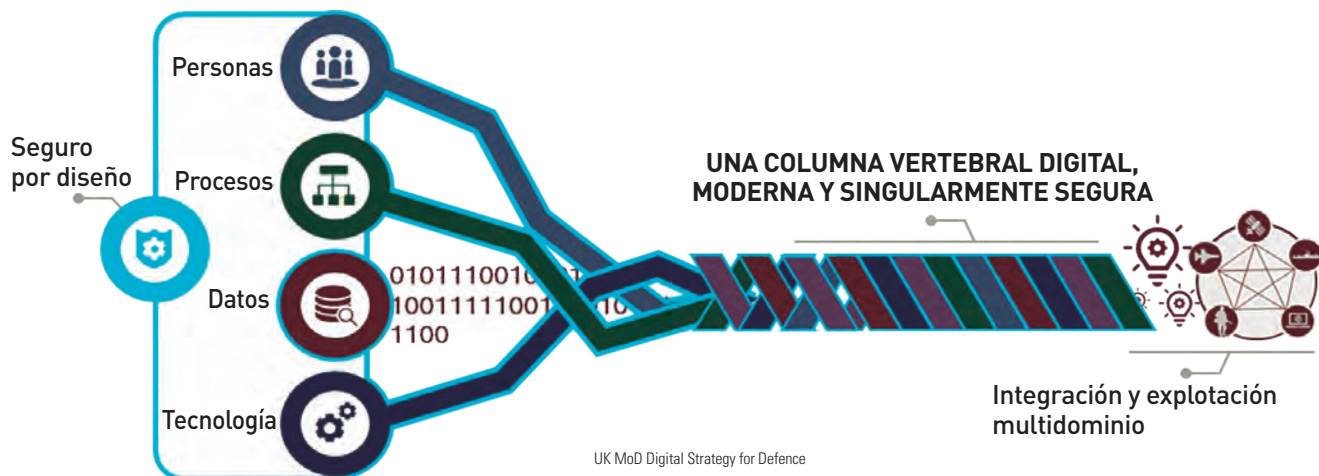 Personas
Seguro
por diseño
Procesos
UNA COLUMNA VERTEBRAL DIGITAL,
MODERNA Y SINGULARMENTE SEGURA
Datos
1100
Tecnología
Integración y explotación
multidominio
UK MoD Digital Strategy for Defence